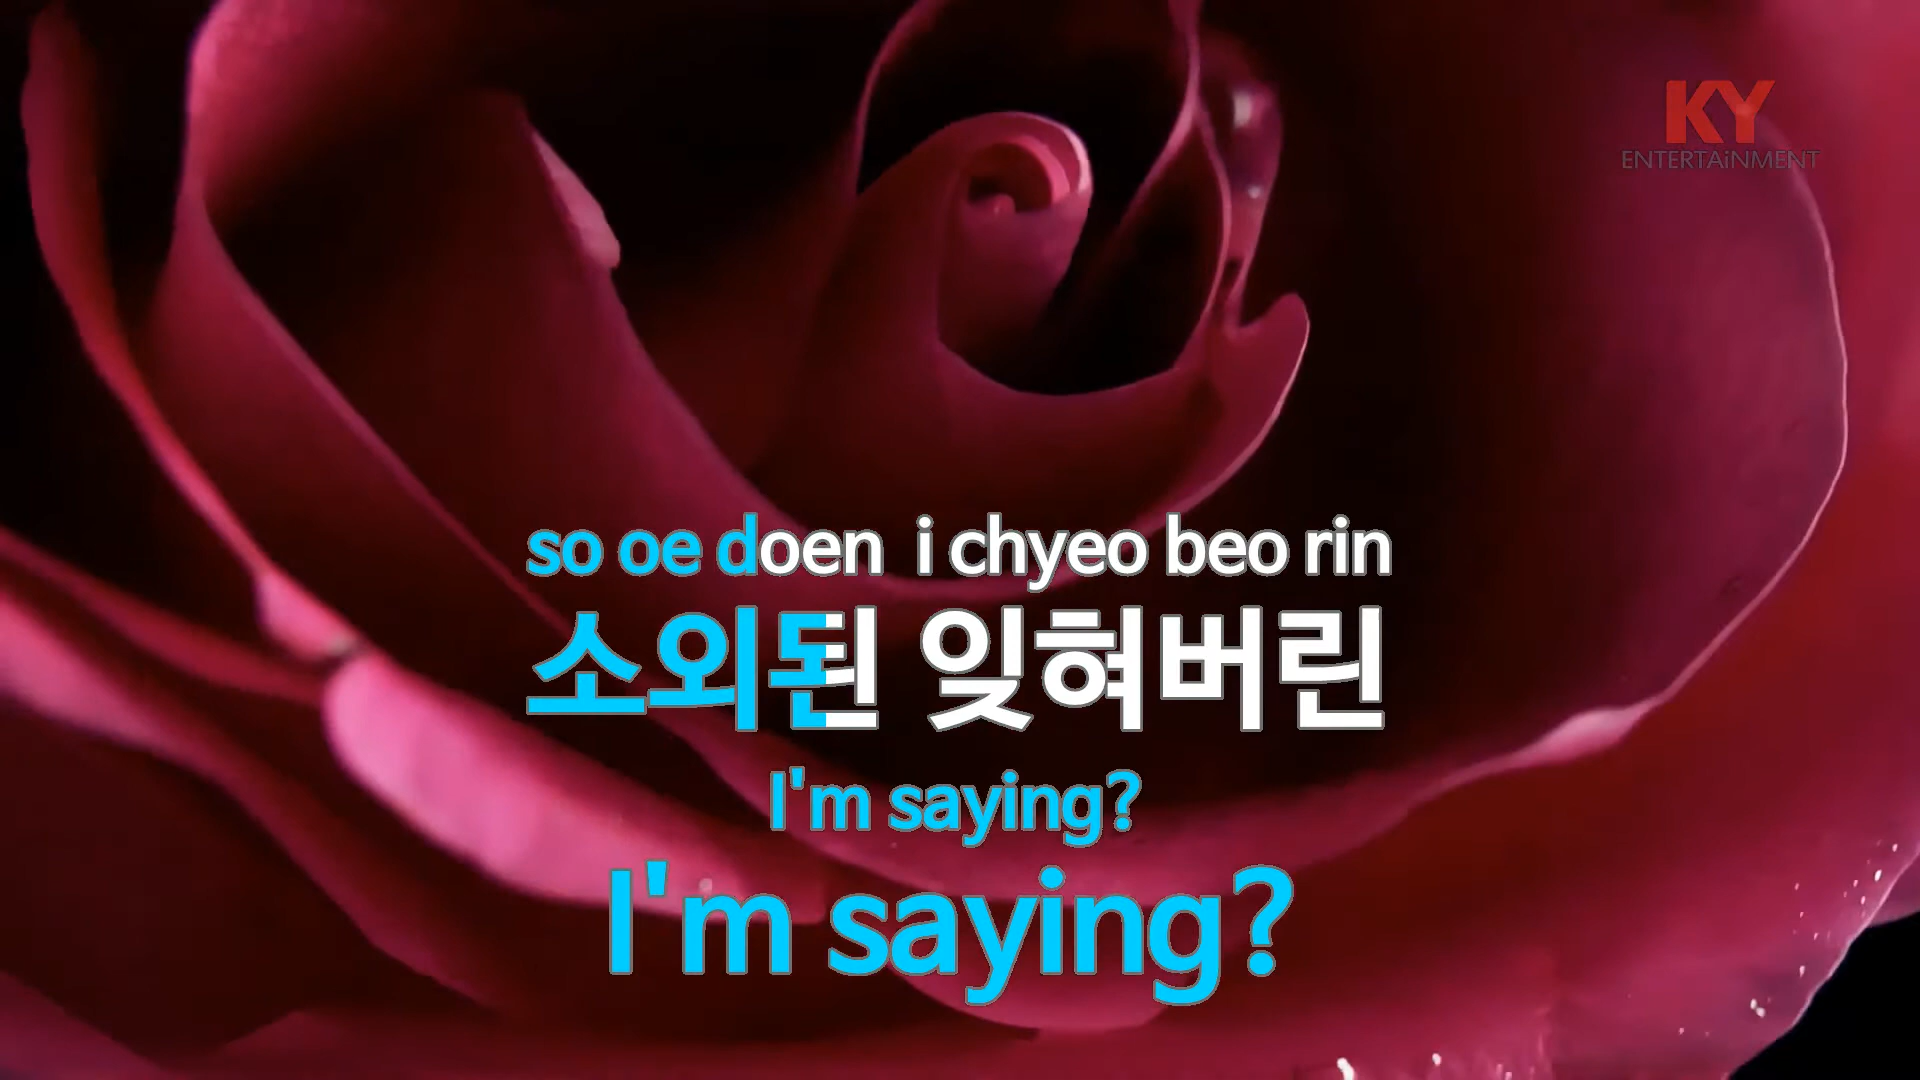 KY
ENTERTAiNMENT
so oe doen i chyeo beo rin
소외된 잊혀버린
I'm saying?
I'm saying?